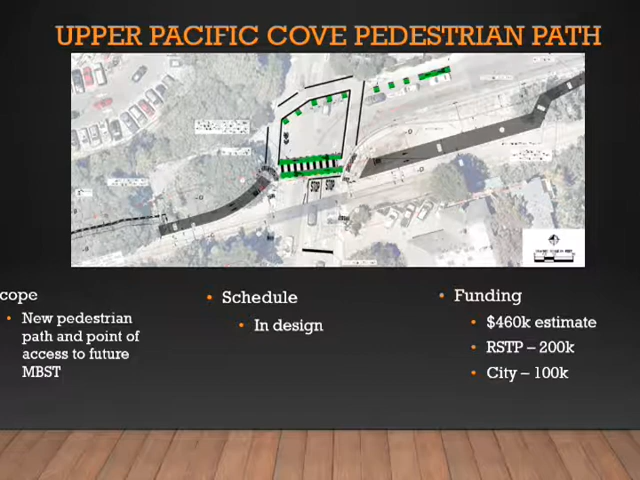 UPPER PACIFIC COVE PEDESTRIAN PATH
STOP STOP
cope
• New pedestrian
path and point of
access to future
MBST
• Schedule
• In design
• Funding
• $460k estimate
• RSTP – 200k
• City – 100k